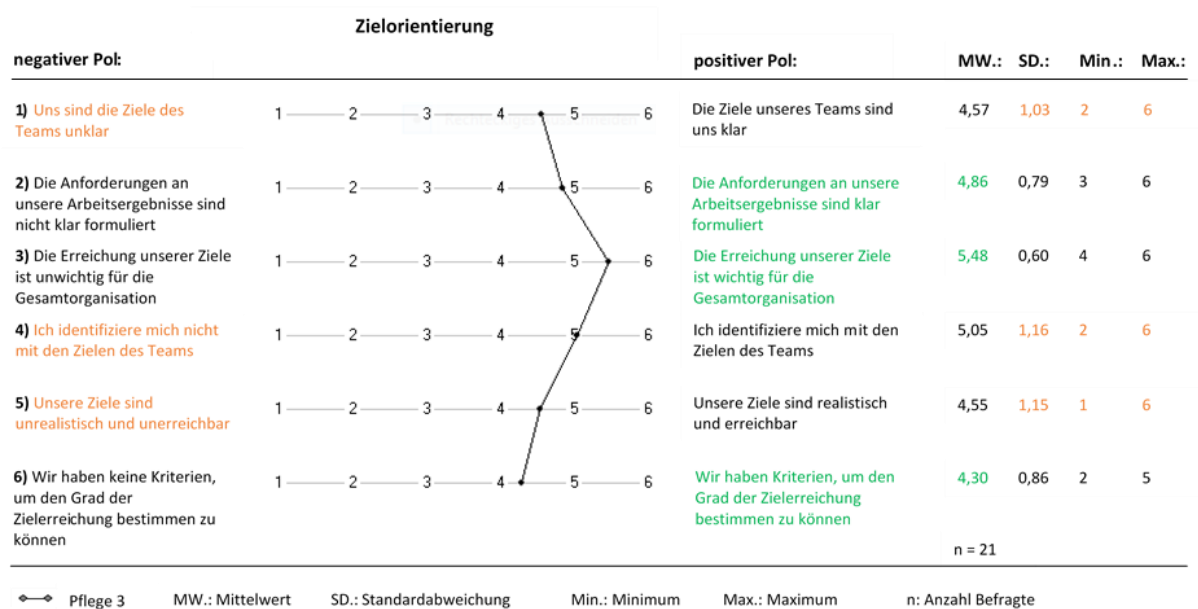 Zielorientierung
negativer Pol: positiver Pol: MW.: SD.: Min.: Max.:
1) Uns sind die Ziele des
Teams unklar
1 2 3 4 5 6
Die Ziele unseres Teams sind
uns klar
4,57 1,03 2 6
2) Die Anforderungen an
unsere Arbeitsergebnisse sind
nicht klar formuliert
1 2 3 4 5 6
Die Anforderungen an unsere
Arbeitsergebnisse sind klar
formuliert
4,86 0,79 3 6
3) Die Erreichung unserer Ziele
ist unwichtig für die
Gesamtorganisation
1 2 3 4 5 6
Die Erreichung unserer Ziele
ist wichtig für die
Gesamtorganisation
5,48 0,60 4 6
4) Ich identifiziere mich nicht
mit den Zielen des Teams
1 2 3 4 5 6
Ich identifiziere mich mit den
Zielen des Teams
5,05 1,16 2 6
5) Unsere Ziele sind
unrealistisch und unerreichbar
1 2 3 4 5 6
Unsere Ziele sind realistisch
und erreichbar
4,55 1,15 1 6
6) Wir haben keine Kriterien,
um den Grad der
Zielerreichung bestimmen zu
können
1 2 3 4 5 6
Wir haben Kriterien, um den
Grad der Zielerreichung
bestimmen zu können
4,30 0,86 2 5
n = 21
Pflege 3 MW.: Mittelwert SD.: Standardabweichung Min.: Minimum Max.: Maximum n: Anzahl Befragte